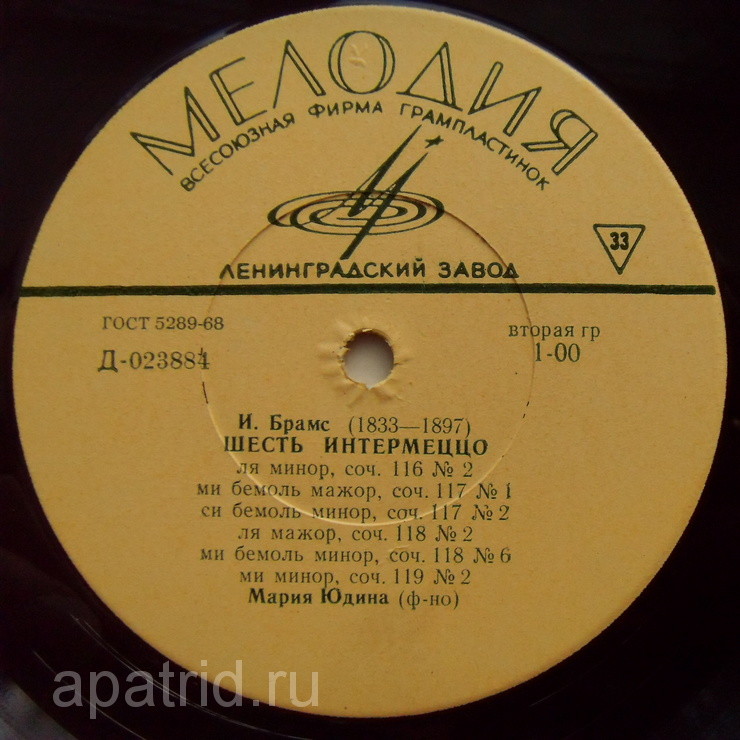 МЕЛОДИЯ
ВСЕСОЮЗНАЯ ФИРМА ГРАМПЛАСТИНОК
ЛЕНИНГРАДСКИЙ ЗАВОД
33
ГОСТ 5289-68
Д-023884
вторая гр
1-00
И. Брамс (1833—1897)
ШЕСТЬ ИНТЕРМЕЦЦО
ля минор, соч. 116 № 2
ми бемоль мажор, соч. 117 № 1
си бемоль минор, соч. 117 № 2
ля мажор, соч. 118 № 2
ми бемоль минор, соч. 118 № 6
ми минор, соч. 119 № 2
Мария Юдина (ф-но)
apatrid.ru